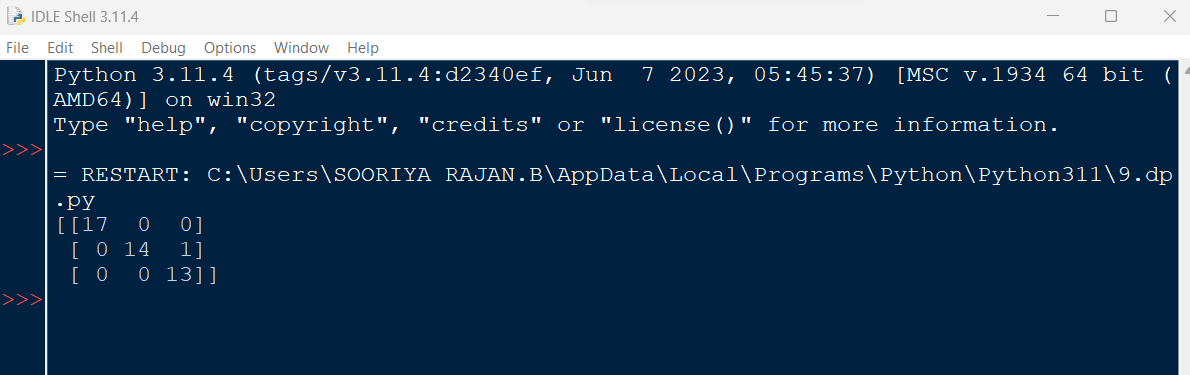 IDLE Shell 3.11.4
File Edit Shell Debug Options Window Help
Python 3.11.4 (tags/v3.11.4:d2340ef, Jun  7 2023, 05:45:37) [MSC v.1934 64 bit (
AMD64)] on win32
Type "help", "copyright", "credits" or "license()" for more information.
>>>
= RESTART: C:\Users\SOORIYA RAJAN.B\AppData\Local\Programs\Python\Python311\9.dp
.py
[[17  0  0]
 [ 0 14  1]
 [ 0  0 13]]
>>>